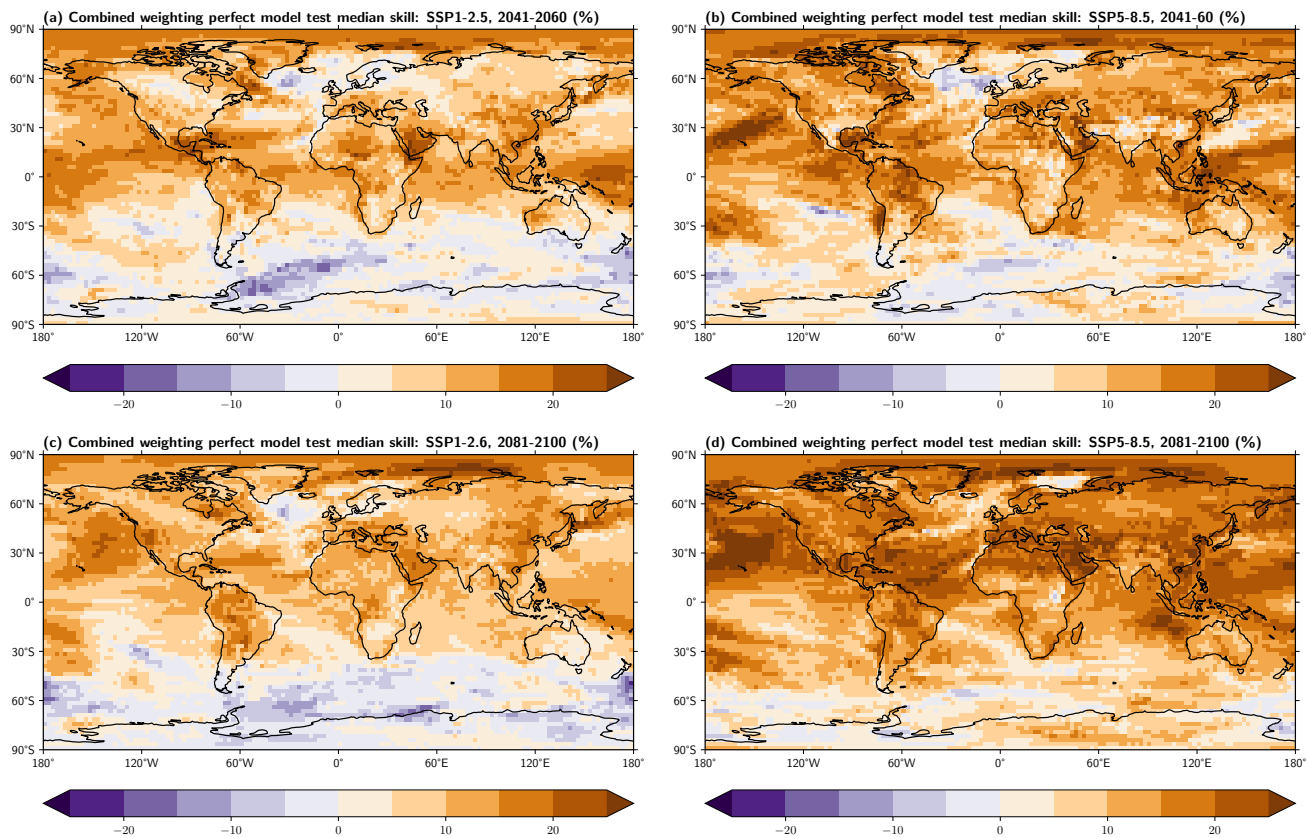 (a) Combined weighting perfect model test median skill: SSP1-2.5, 2041-2060 (%)
90°N
60°N
30°N
0°
30°S
60°S
90°S
180° 120°W 60°W 0° 60°E 120°E 180°
−20 −10 0 10 20
(b) Combined weighting perfect model test median skill: SSP5-8.5, 2041-60 (%)
90°N
60°N
30°N
0°
30°S
60°S
90°S
180° 120°W 60°W 0° 60°E 120°E 180°
−20 −10 0 10 20
(c) Combined weighting perfect model test median skill: SSP1-2.6, 2081-2100 (%)
90°N
60°N
30°N
0°
30°S
60°S
90°S
180° 120°W 60°W 0° 60°E 120°E 180°
−20 −10 0 10 20
(d) Combined weighting perfect model test median skill: SSP5-8.5, 2081-2100 (%)
90°N
60°N
30°N
0°
30°S
60°S
90°S
180° 120°W 60°W 0° 60°E 120°E 180°
−20 −10 0 10 20